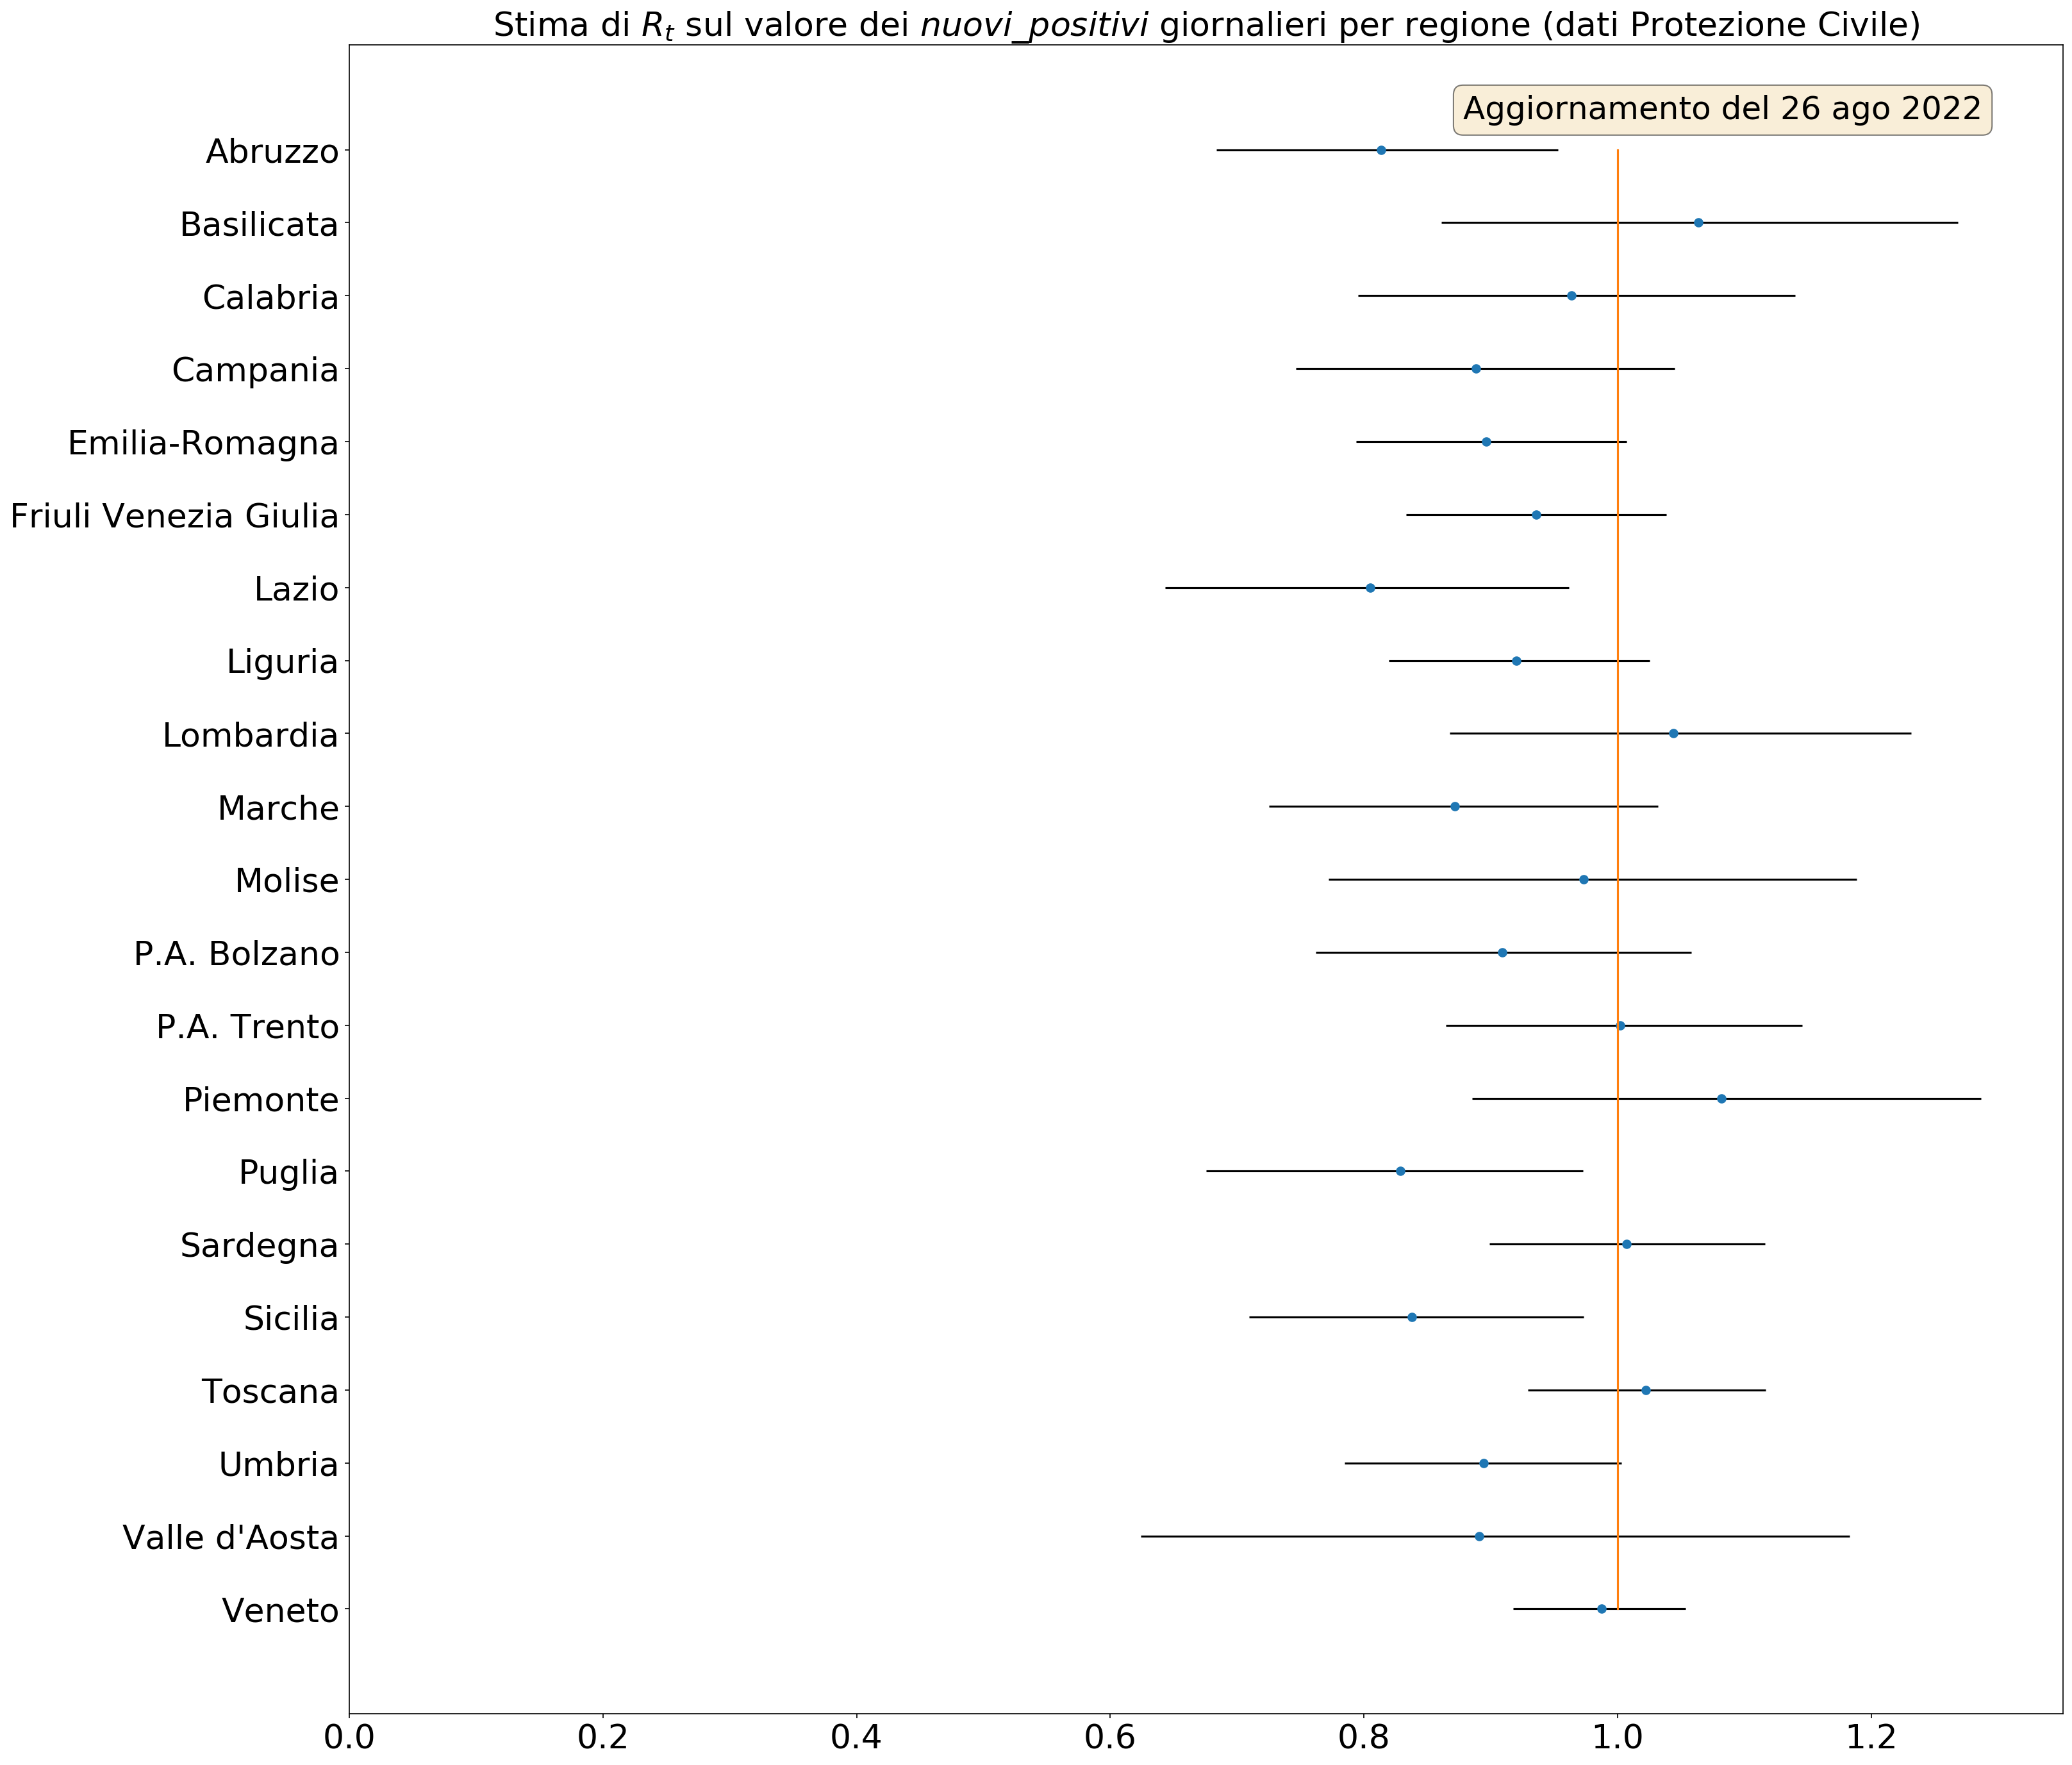 Stima di Rt sul valore dei nuovi_positivi giornalieri per regione (dati Protezione Civile)
Aggiornamento del 26 ago 2022
Abruzzo
Basilicata
Calabria
Campania
Emilia-Romagna
Friuli Venezia Giulia
Lazio
Liguria
Lombardia
Marche
Molise
P.A. Bolzano
P.A. Trento
Piemonte
Puglia
Sardegna
Sicilia
Toscana
Umbria
Valle d'Aosta
Veneto
0.0 0.2 0.4 0.6 0.8 1.0 1.2